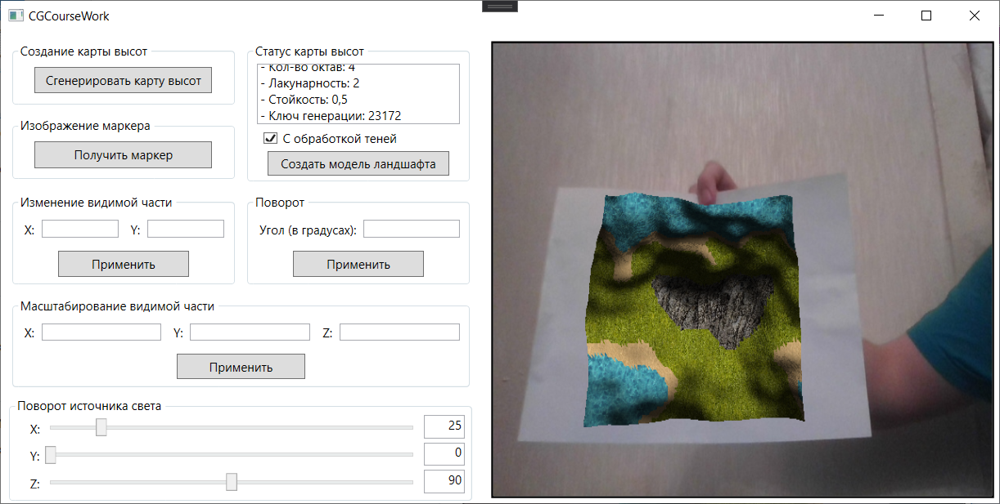 CGCourseWork
Создание карты высот
Сгенерировать карту высот
Статус карты высот
- Кол-во октав: 4
- Лакунарность: 2
- Стойкость: 0,5
- Ключ генерации: 23172
С обработкой теней
Создать модель ландшафта
Изображение маркера
Получить маркер
Изменение видимой части
X:
Y:
Применить
Поворот
Угол (в градусах):
Применить
Масштабирование видимой части
X:
Y:
Z:
Применить
Поворот источника света
X: 25
Y: 0
Z: 90